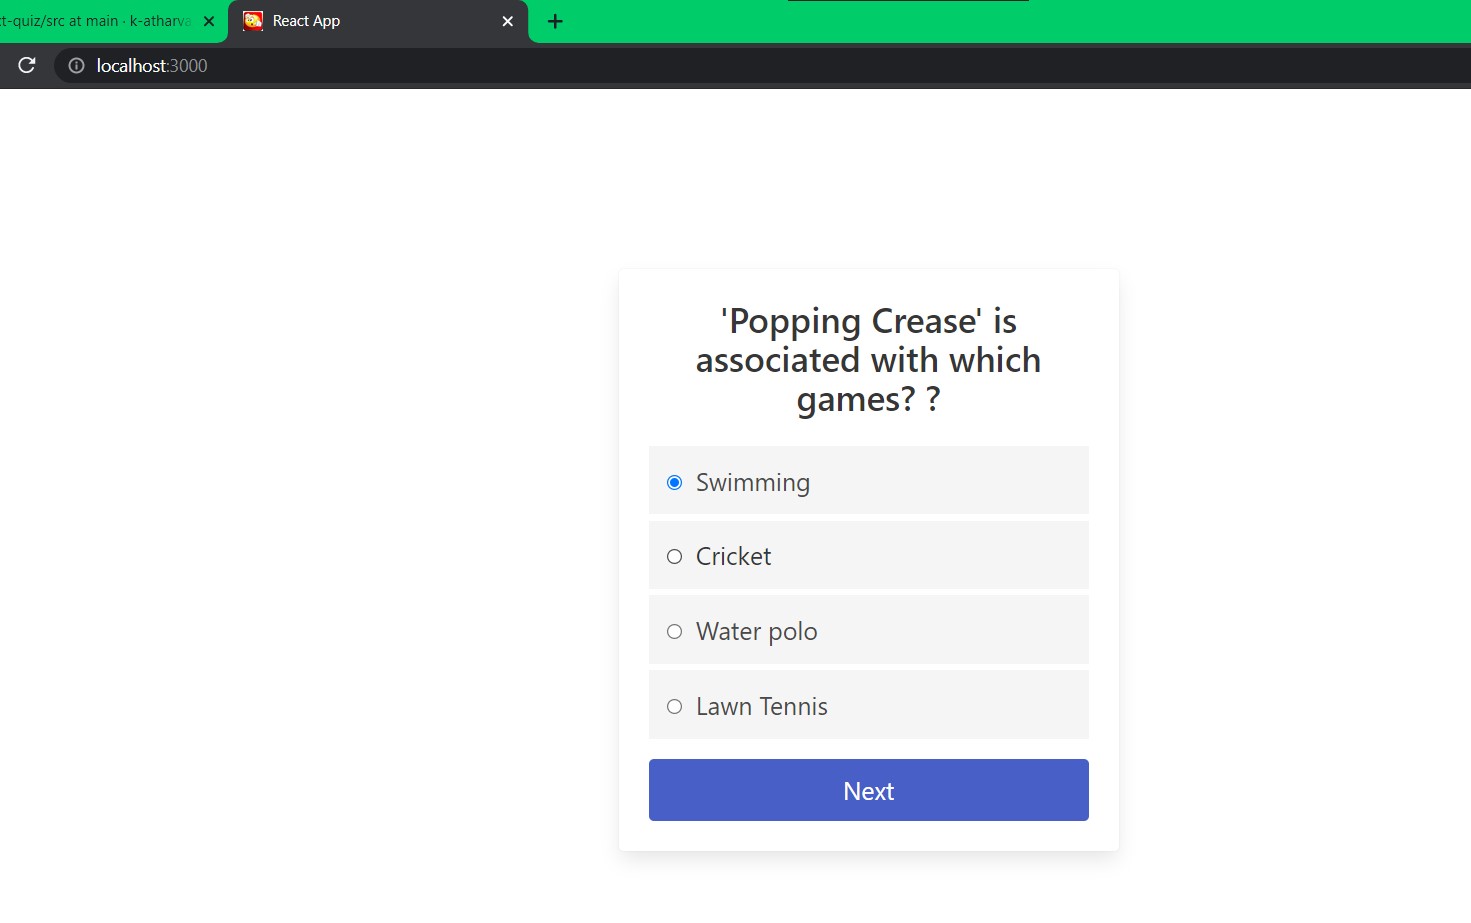 t-quiz/src at main · k-atharva
React App
localhost:3000
'Popping Crease' is
associated with which
games? ?
Swimming
Cricket
Water polo
Lawn Tennis
Next